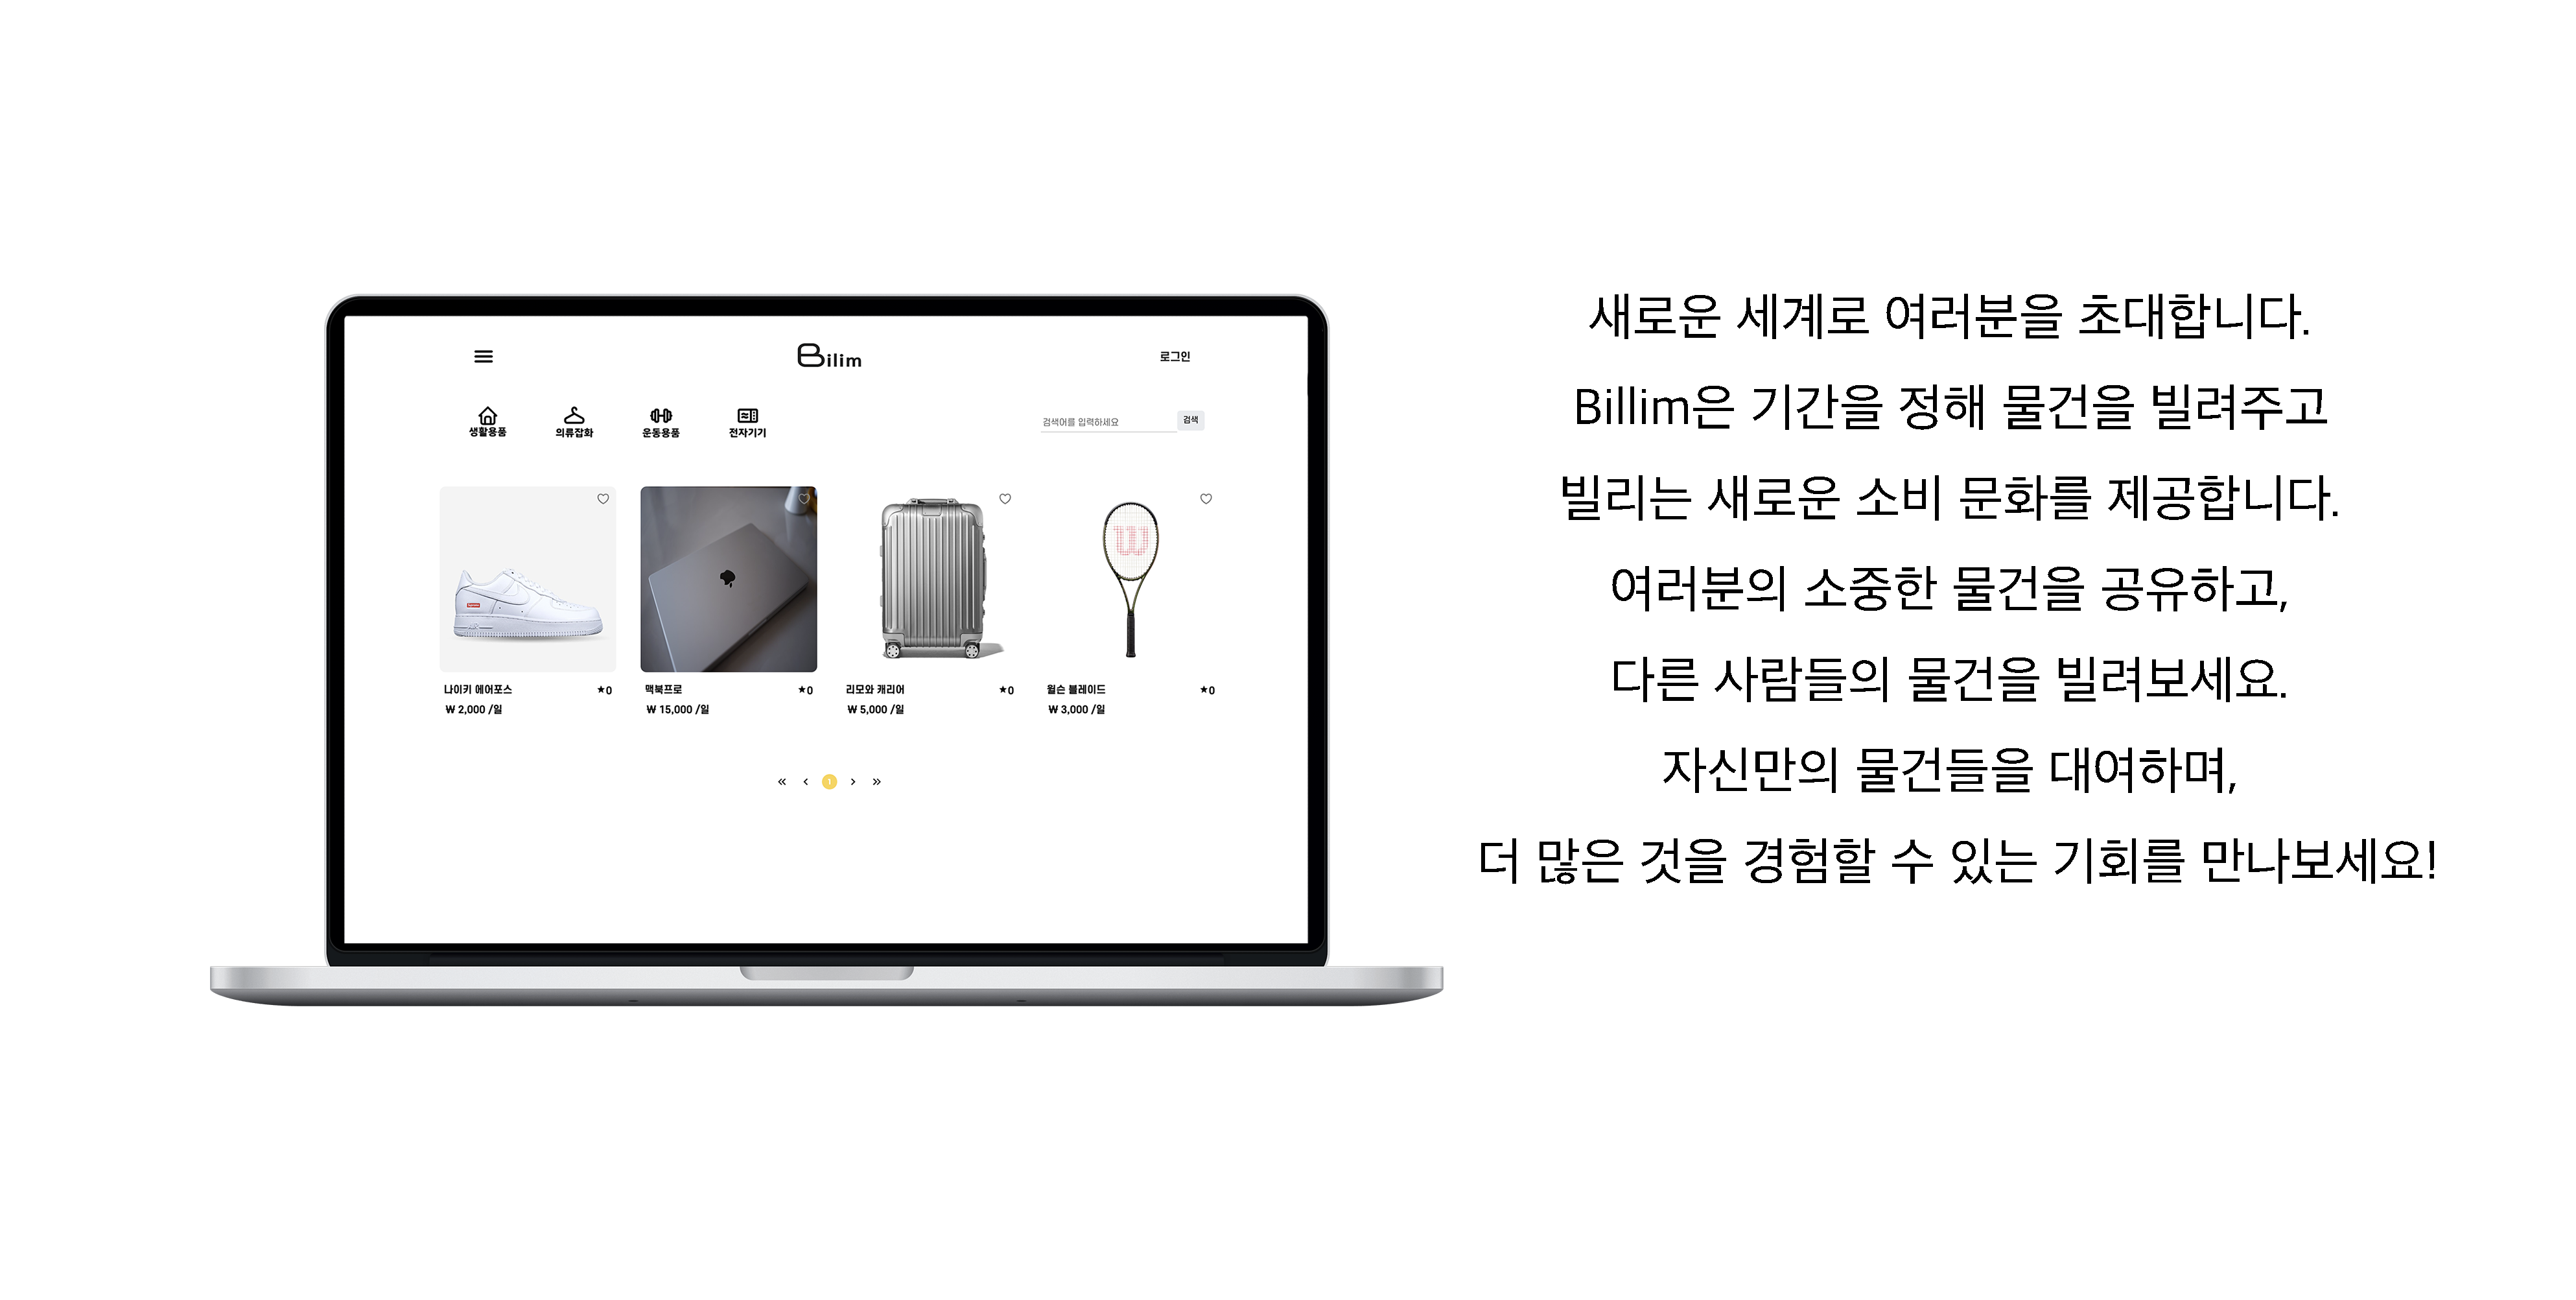 Bilim
로그인
생활용품 의류잡화 운동용품 전자기기
검색어를 입력하세요 검색
W
나이키 에어포스 ★0
₩ 2,000 /일
맥북프로 ★0
₩ 15,000 /일
리모와 캐리어 ★0
₩ 5,000 /일
윌슨 블레이드 ★0
₩ 3,000 /일
« ‹ 1 › »
새로운 세계로 여러분을 초대합니다.
Billim은 기간을 정해 물건을 빌려주고
빌리는 새로운 소비 문화를 제공합니다.
여러분의 소중한 물건을 공유하고,
다른 사람들의 물건을 빌려보세요.
자신만의 물건들을 대여하며,
더 많은 것을 경험할 수 있는 기회를 만나보세요!